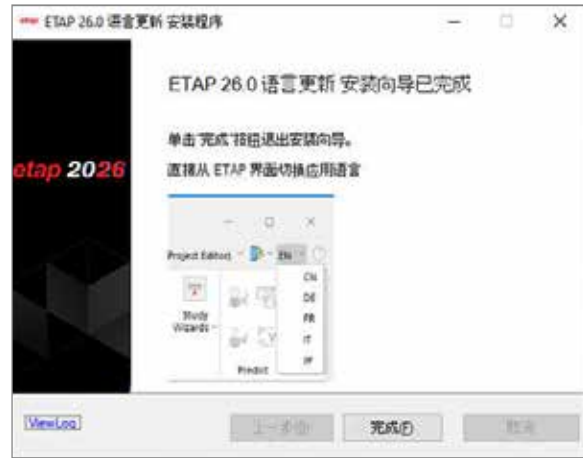 etap ETAP 26.0 语言更新 安装程序
ETAP 26.0 语言更新 安装向导已完成
单击"完成"按钮退出安装向导。
直接从 ETAP 界面切换应用语言
etap 2026
Project Editors
EN
CN
DE
FR
IT
Study
Wizards
Predict
View Log
上一步(B)
完成(F)
取消